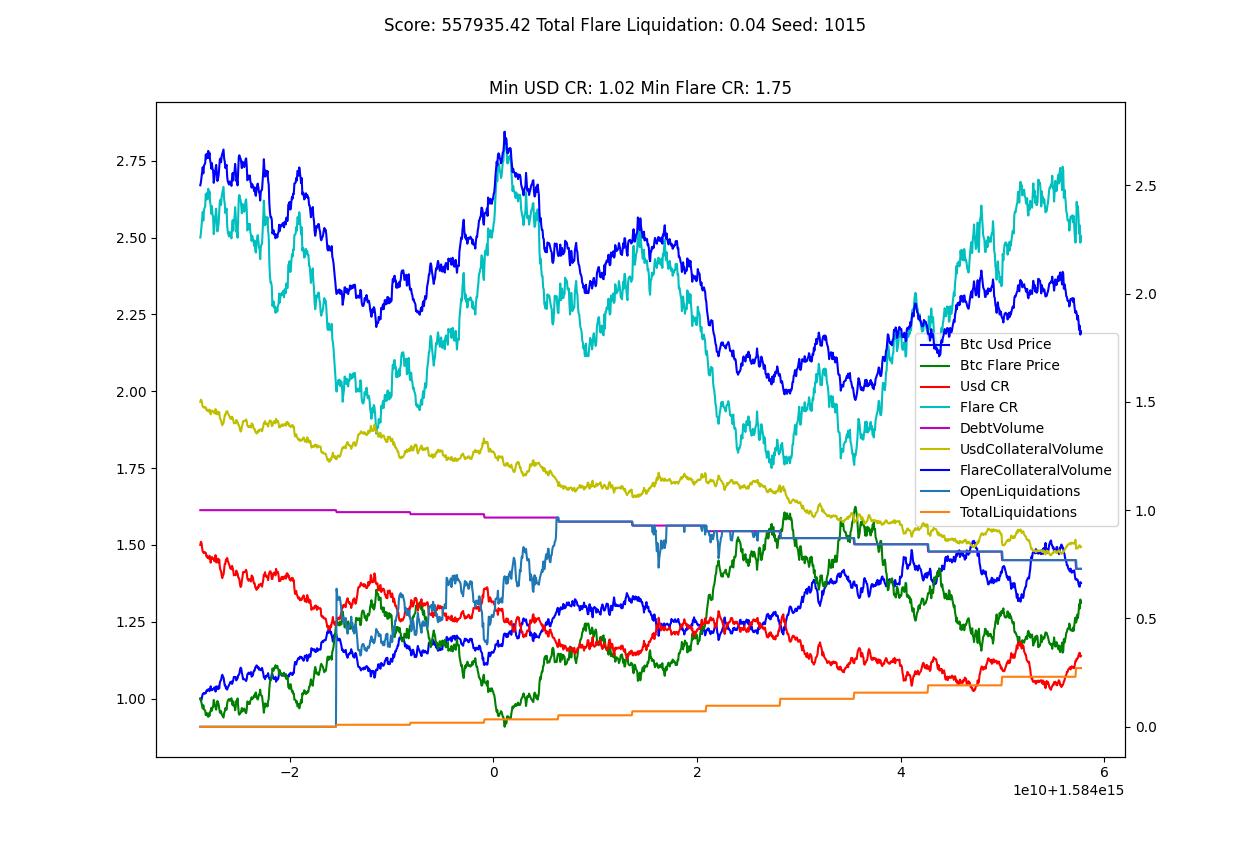 Score: 557935.42 Total Flare Liquidation: 0.04 Seed: 1015
Min USD CR: 1.02 Min Flare CR: 1.75
2.75
2.50
2.25
2.00
1.75
1.50
1.25
1.00
2.5
2.0
1.5
1.0
0.5
0.0
Btc Usd Price
Btc Flare Price
Usd CR
Flare CR
DebtVolume
UsdCollateralVolume
FlareCollateralVolume
OpenLiquidations
TotalLiquidations
−2 0 2 4 6
1e10+1.584e15